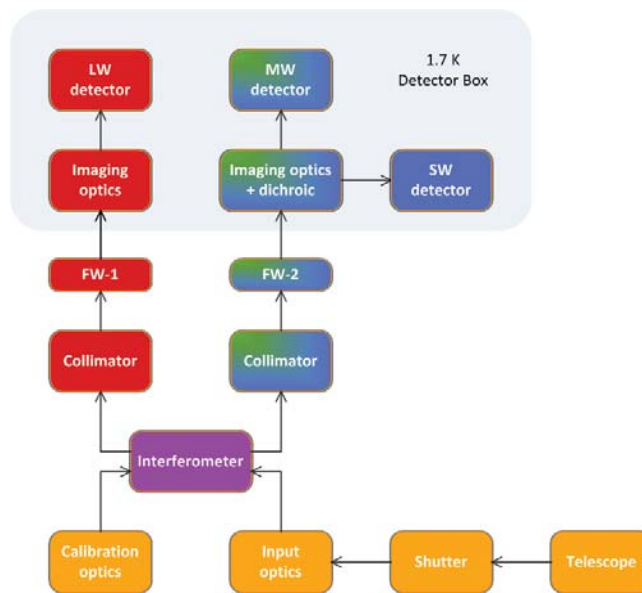 LW
detector
MW
detector
1.7 K
Detector Box
Imaging
optics
Imaging optics
+ dichroic
SW
detector
FW-1
FW-2
Collimator
Collimator
Interferometer
Calibration
optics
Input
optics
Shutter
Telescope